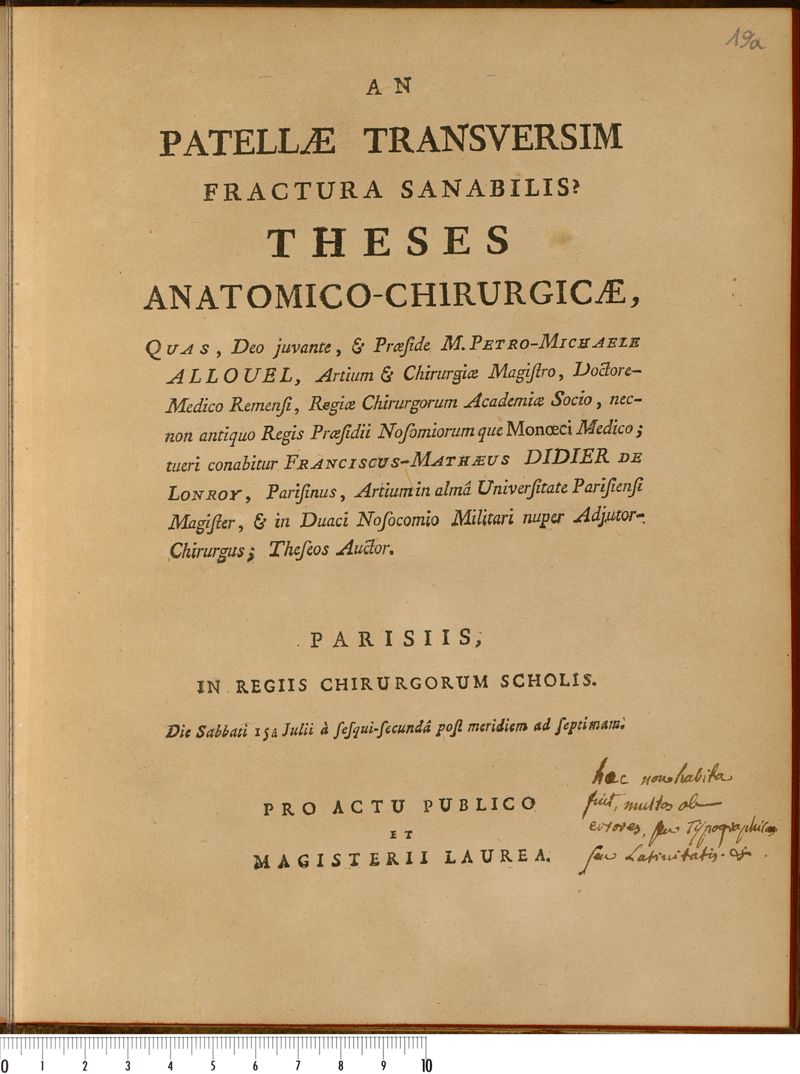 19a
AN
PATELLÆ TRANSVERSIM
FRACTURA SANABILIS?
THESES
ANATOMICO-CHIRURGICÆ,
QUAS, Deo juvante, & Præſide M. PETRO-MICHAELE
ALLOUEL, Artium & Chirurgiæ Magiſtro, Doctore-
Medico Remenſi, Regiæ Chirurgorum Academiæ Socio, nec-
non antiquo Regis Præſidii Noſomiorumque Monœci Medico;
tueri conabitur FRANCISCUS-MATHÆUS DIDIER DE
LONROY, Pariſinus, Artium in almâ Univerſitate Pariſienſi
Magiſter, & in Duaci Noſocomio Militari nuper Adjutor-
Chirurgus; Theſeos Auctor.
PARISIIS,
IN REGIIS CHIRURGORUM SCHOLIS.
Die Sabbati 15â Julii à ſeſqui-ſecundâ poſt meridiem ad ſeptimam.
PRO ACTU PUBLICO
ET
MAGISTERII LAUREA.
hæc non habita
fuit, multos ob
errores, seu Typographicos
seu Latinitatis. &.
0 1 2 3 4 5 6 7 8 9 10